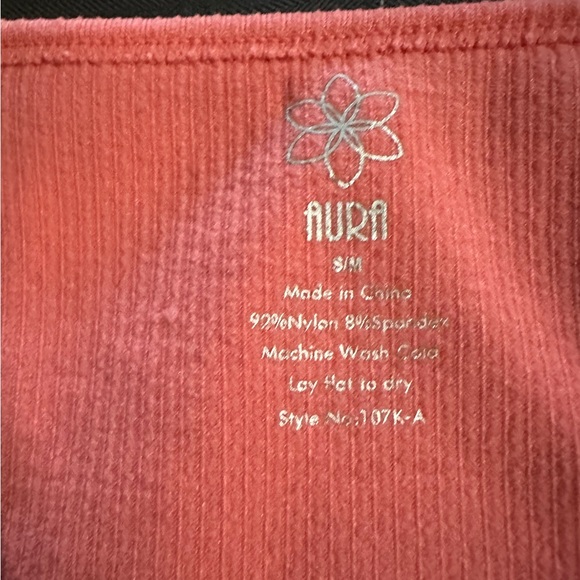 AURA
S/M
Made in China
92%Nylon 8%Spandex
Machine Wash Cold
Lay flat to dry
Style No:107K-A